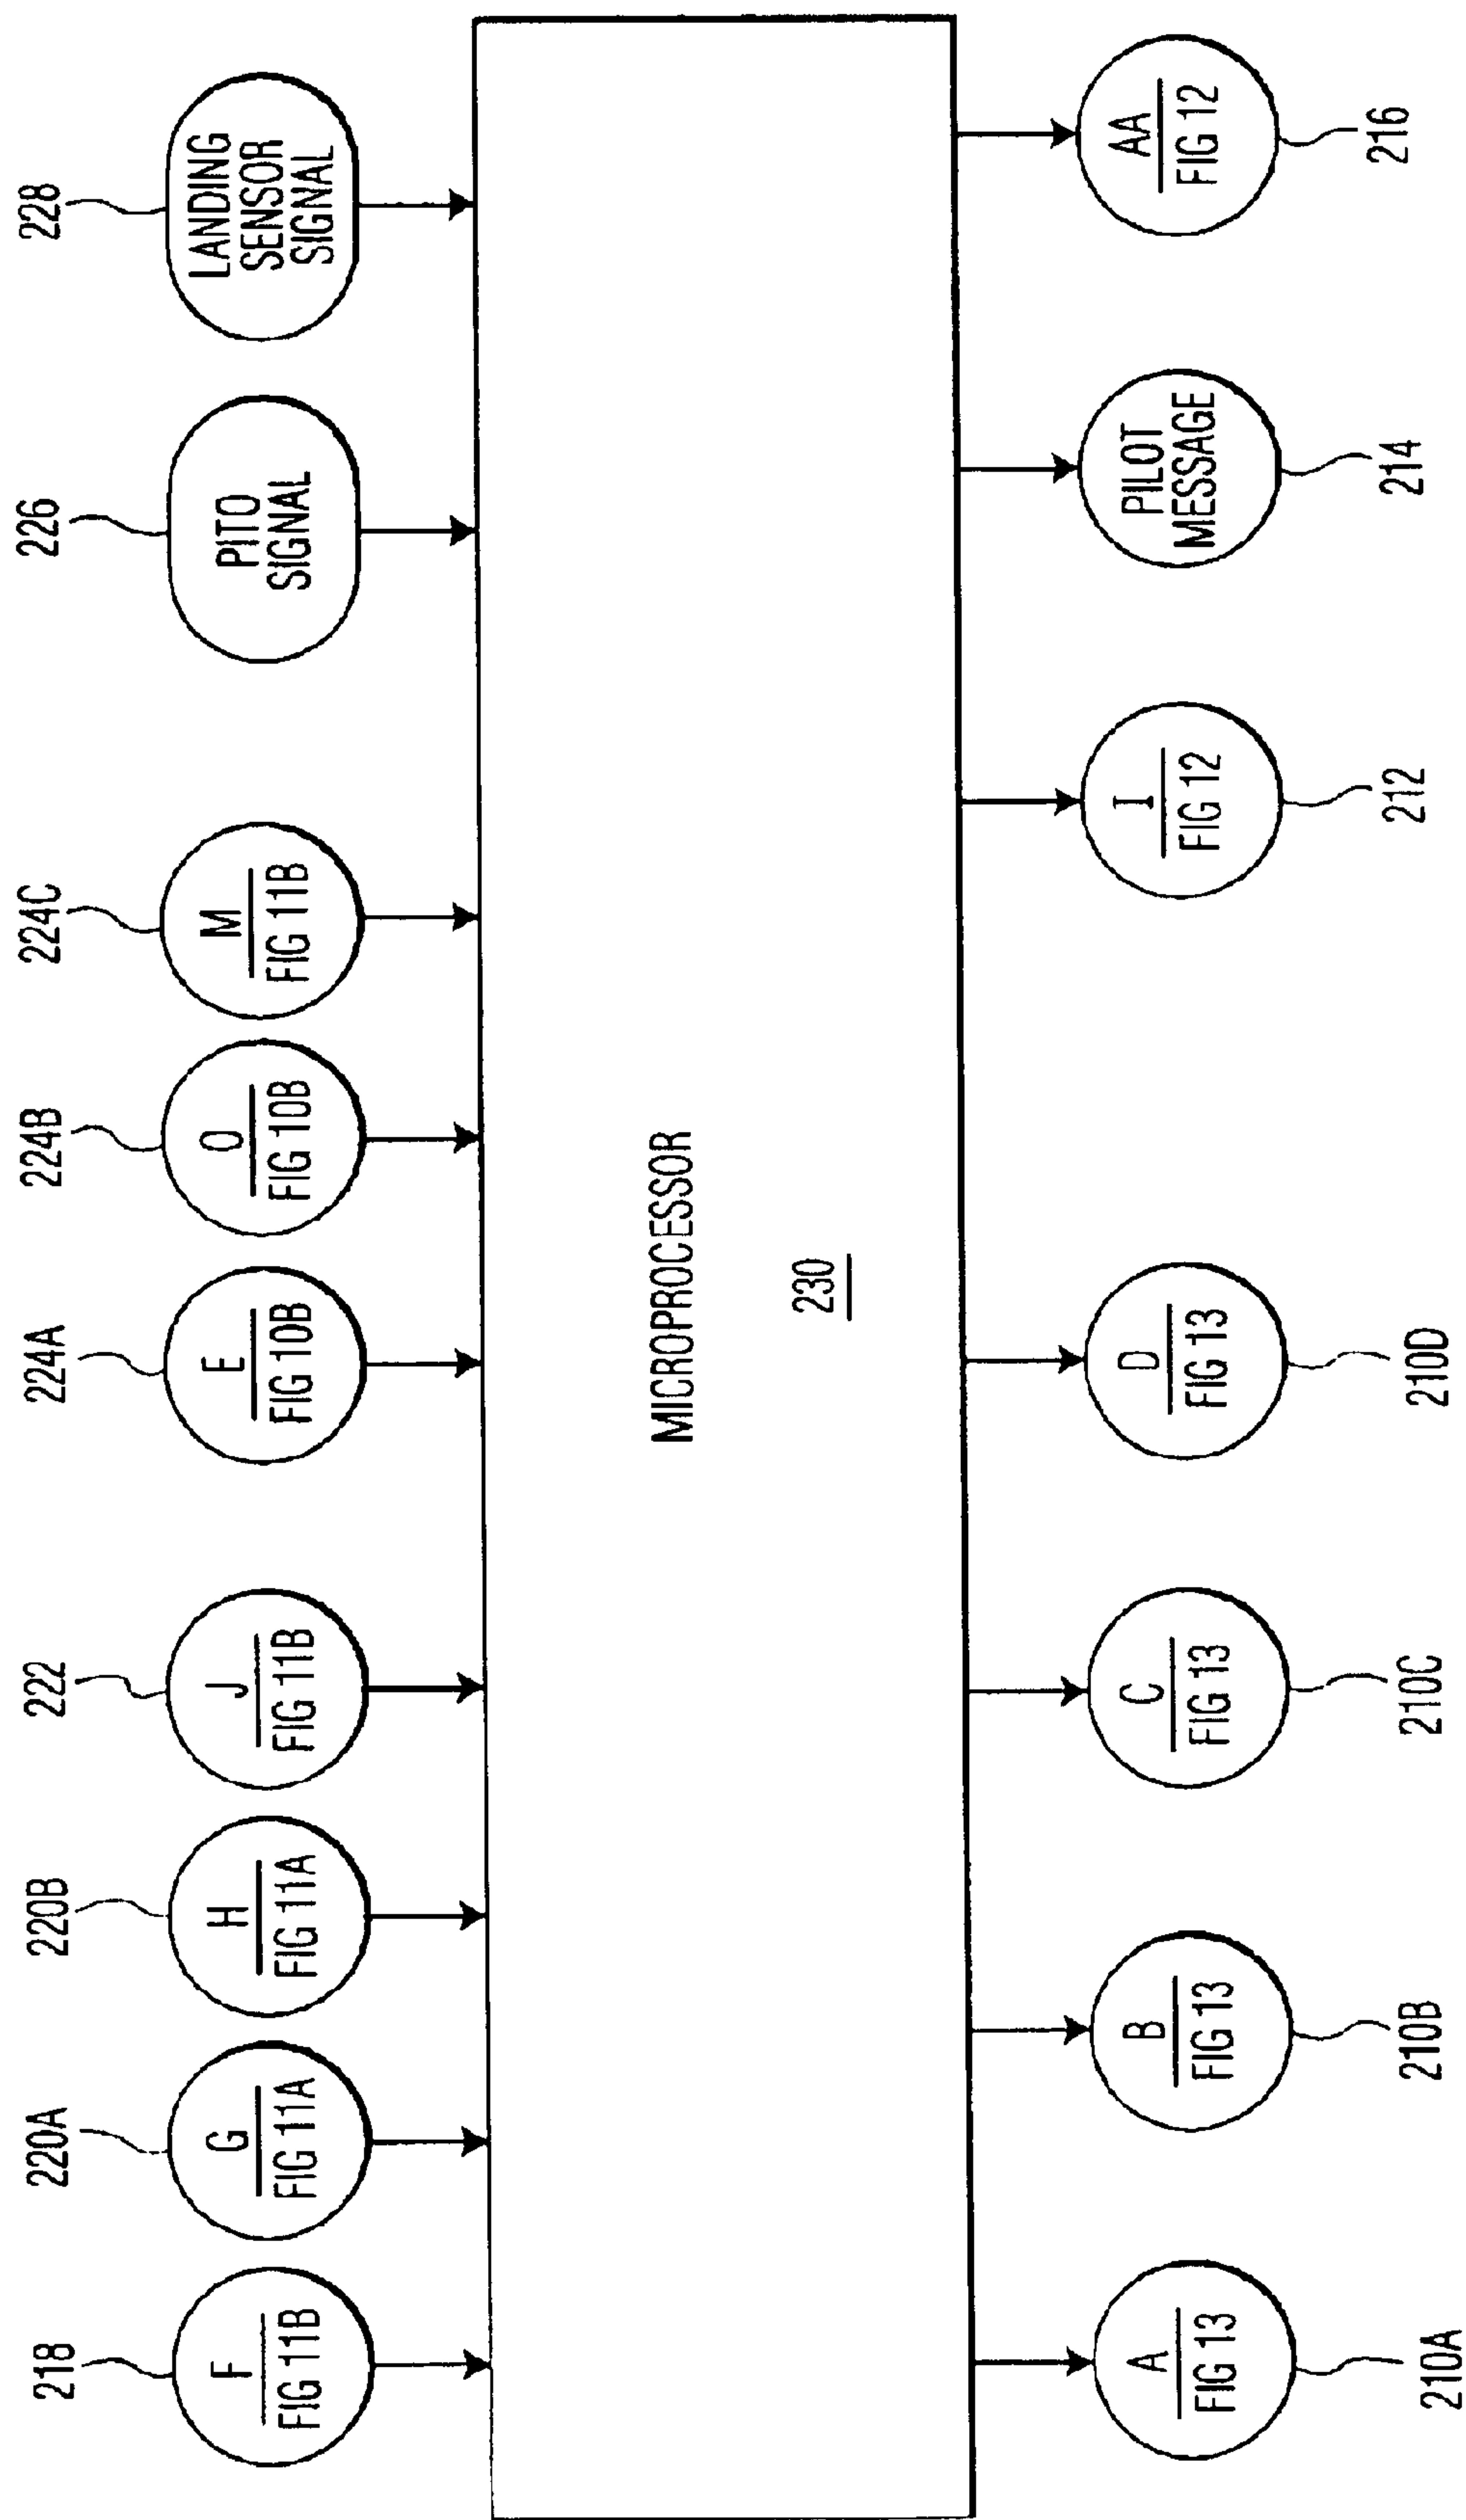 218
220A
220B
222
224A
224B
224C
226
228
F
FIG 11B
G
FIG 11A
H
FIG 11A
J
FIG 11B
E
FIG 10B
O
FIG 10B
M
FIG 11B
PITO
SIGNAL
LANDING
SENSOR
SIGNAL
MICROPROCESSOR
230
A
FIG 13
B
FIG 13
C
FIG 13
D
FIG 13
I
FIG 12
PILOT
MESSAGE
AA
FIG 12
210A
210B
210C
210D
212
214
216